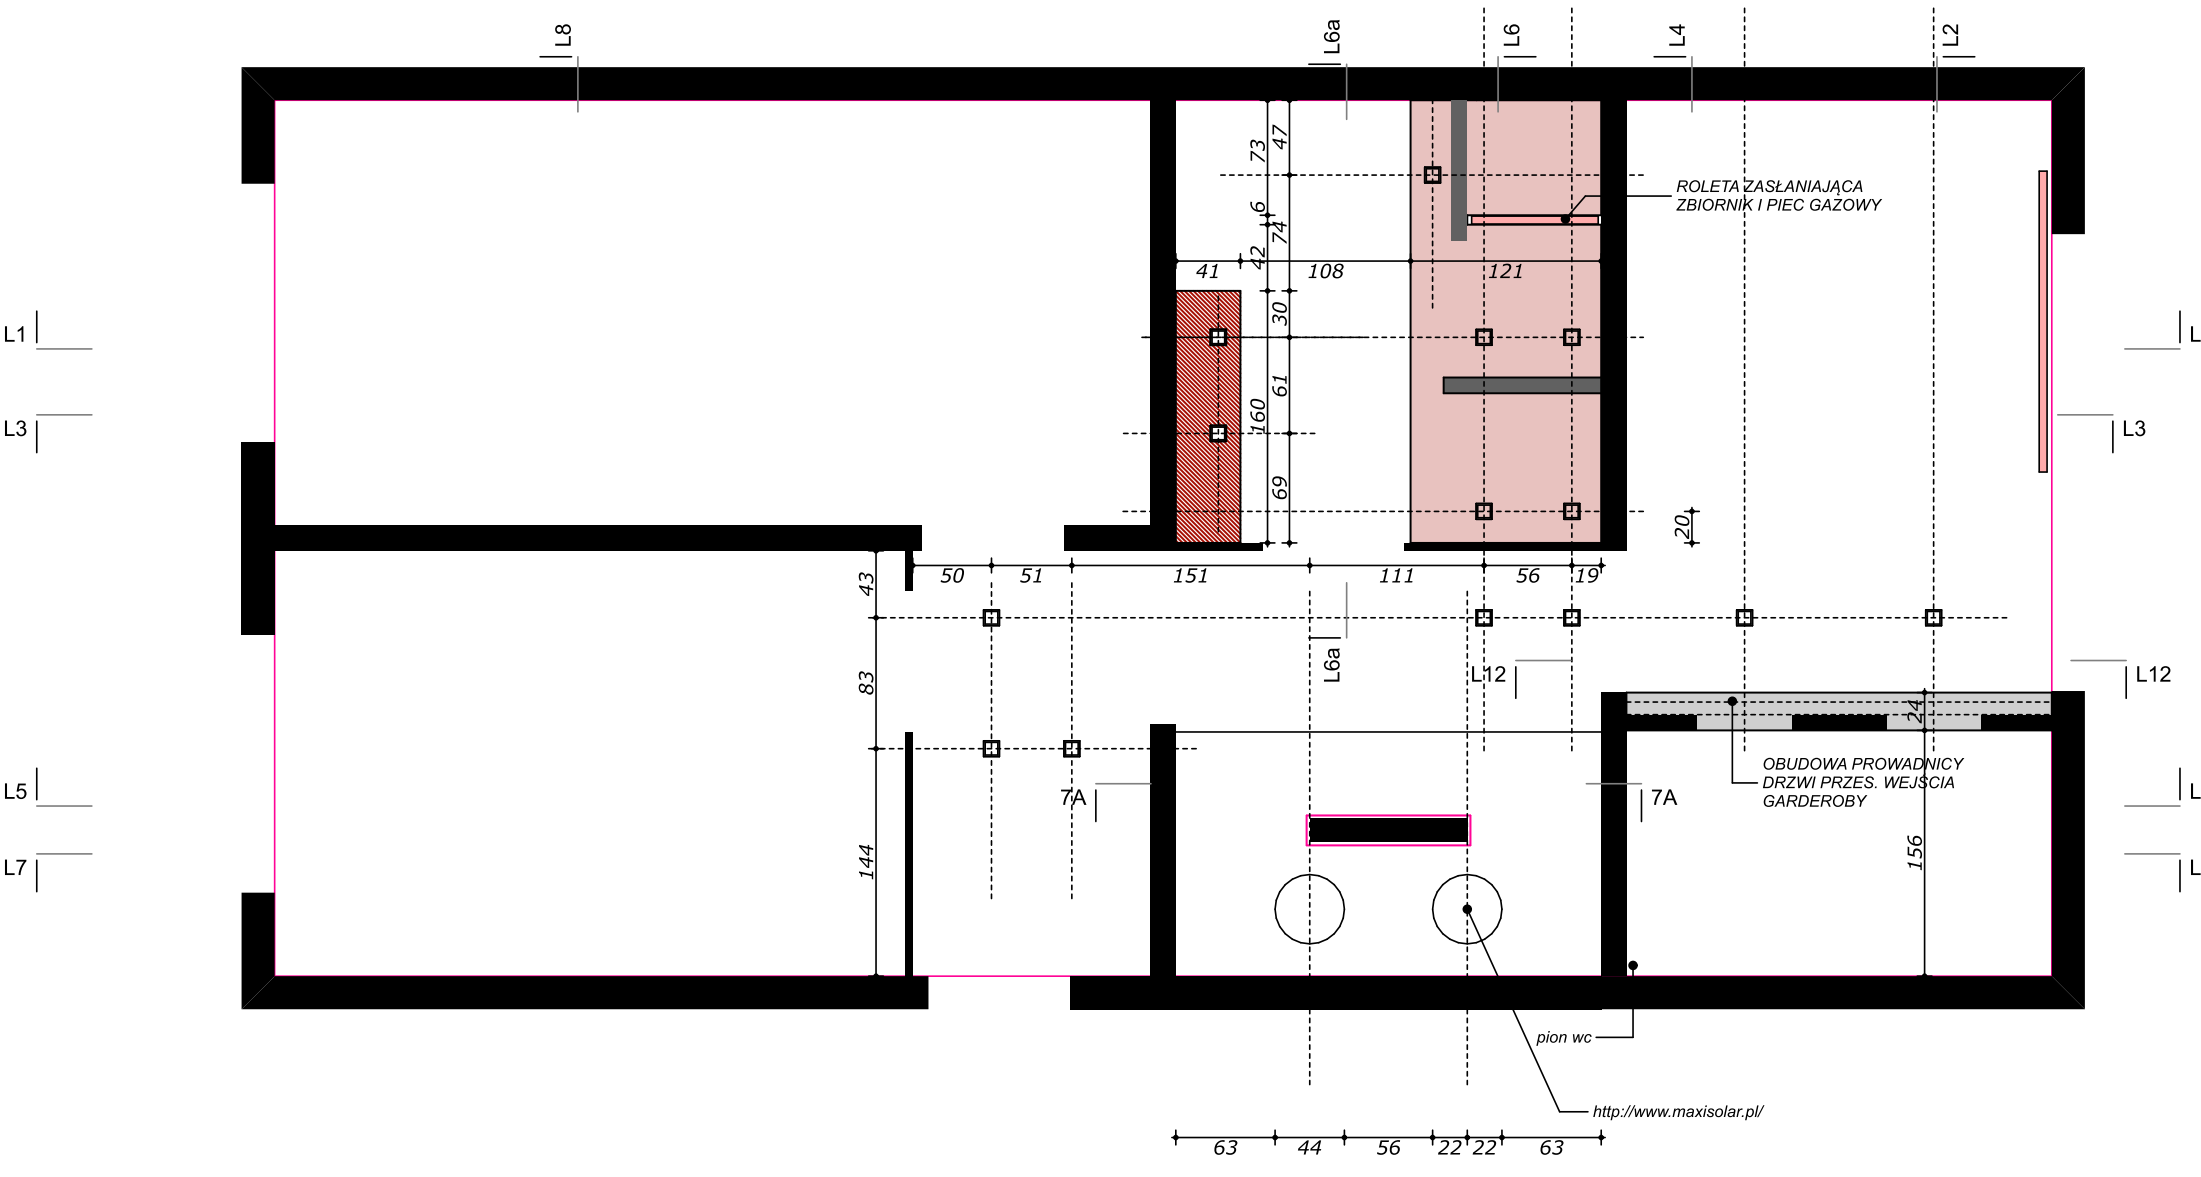 L8
L6a
L6
L4
L2
73
47
ROLETA ZASŁANIAJĄCA
ZBIORNIK I PIEC GAZOWY
6
74
42
41
108
121
30
L1
L
61
160
L3
L3
69
20
50
51
151
111
56
19
43
L6a
L12
L12
83
24
OBUDOWA PROWADNICY
DRZWI PRZES. WEJŚCIA
GARDEROBY
L5
7A
7A
L
144
156
L7
L
pion wc
http://www.maxisolar.pl/
63
44
56
22
22
63